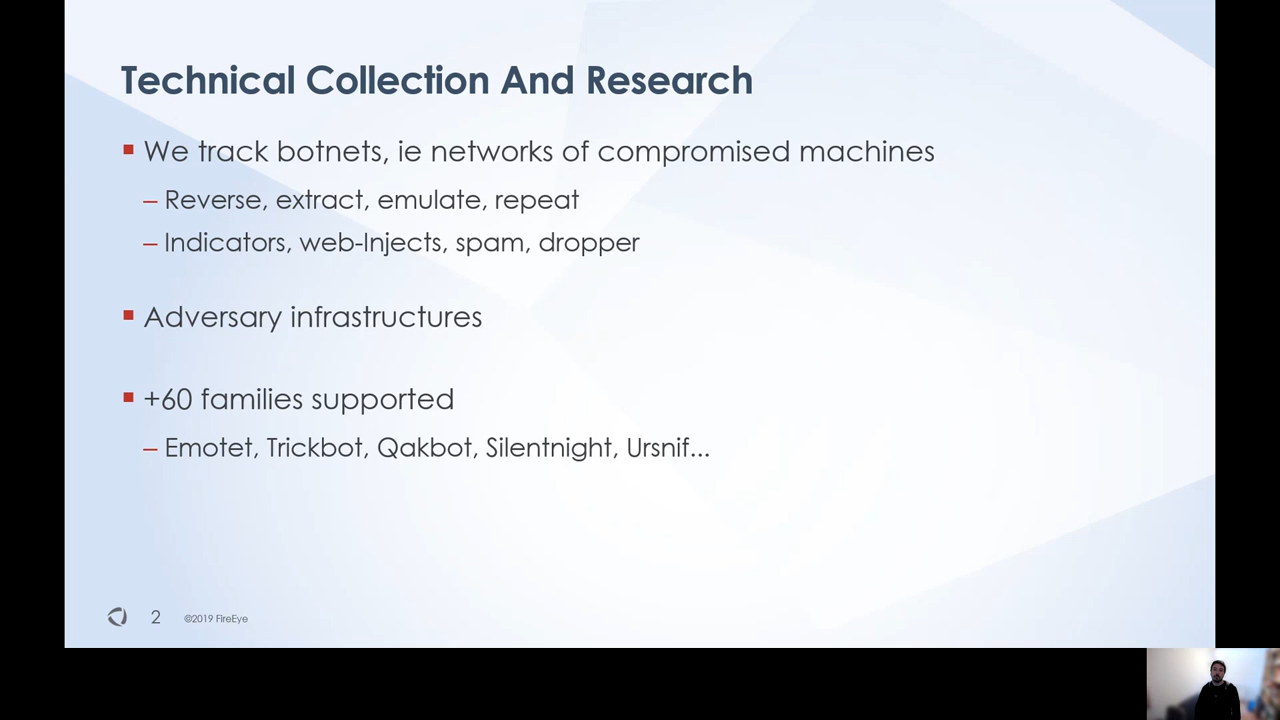 Technical Collection And Research
We track botnets, ie networks of compromised machines
– Reverse, extract, emulate, repeat
– Indicators, web-Injects, spam, dropper
Adversary infrastructures
+60 families supported
– Emotet, Trickbot, Qakbot, Silentnight, Ursnif...
2 ©2019 FireEye